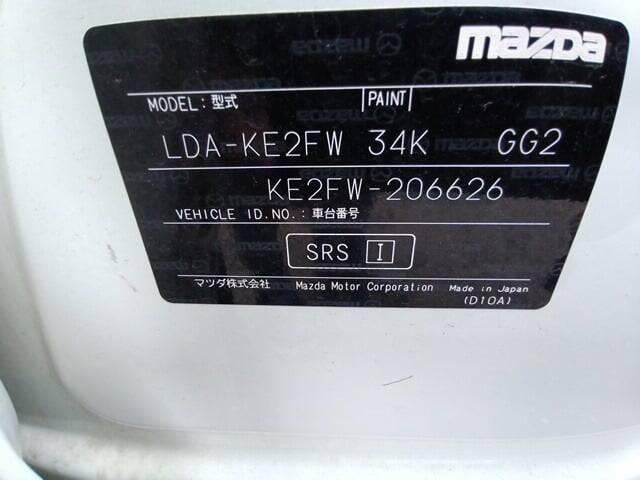 mazda
MODEL: 型式 PAINT
LDA-KE2FW 34K GG2
KE2FW-206626
VEHICLE ID.NO.: 車台番号
SRS I
マツダ株式会社 Mazda Motor Corporation Made in Japan
(D10A)